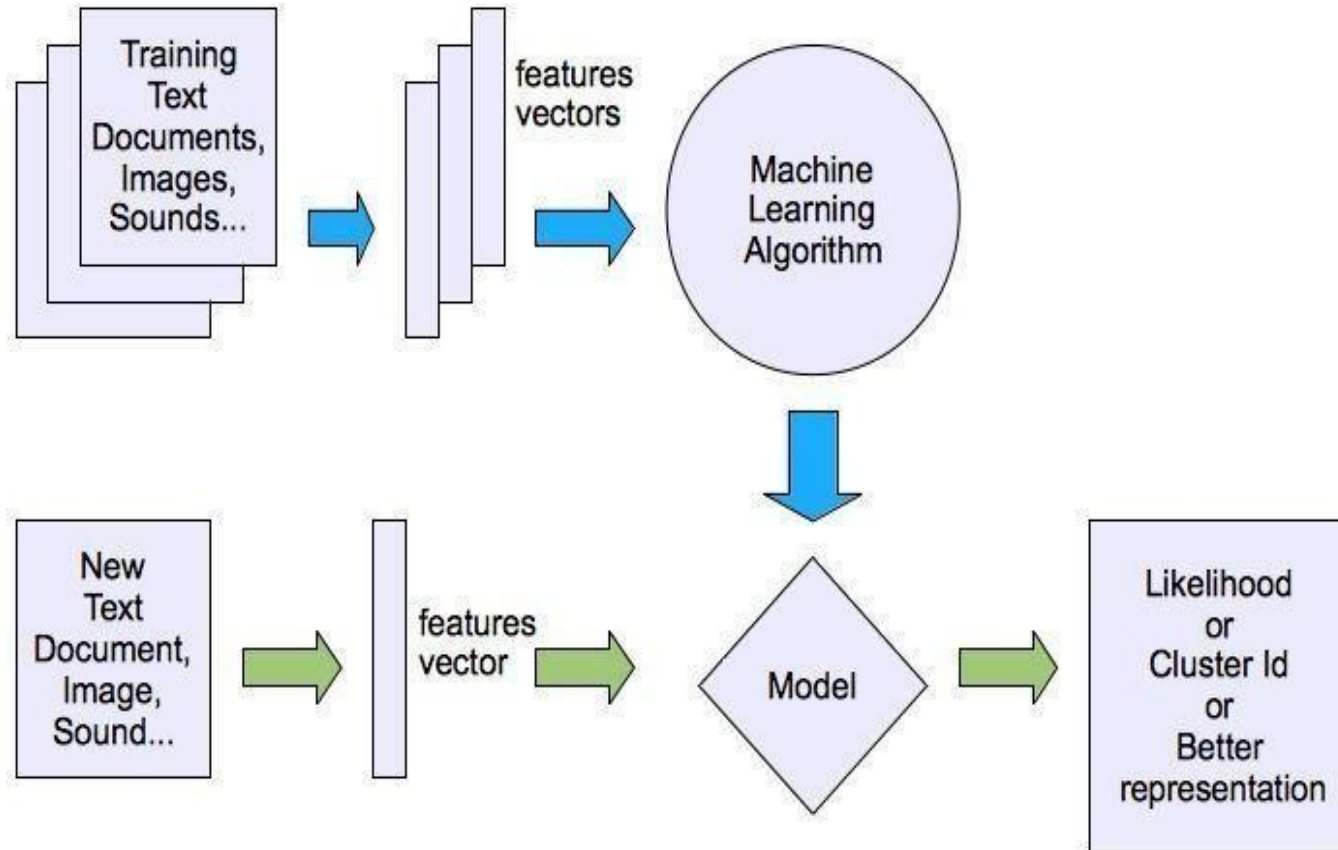 Training
Text
Documents,
Images,
Sounds...
features
vectors
Machine
Learning
Algorithm
New
Text
Document,
Image,
Sound...
features
vector
Model
Likelihood
or
Cluster Id
or
Better
representation